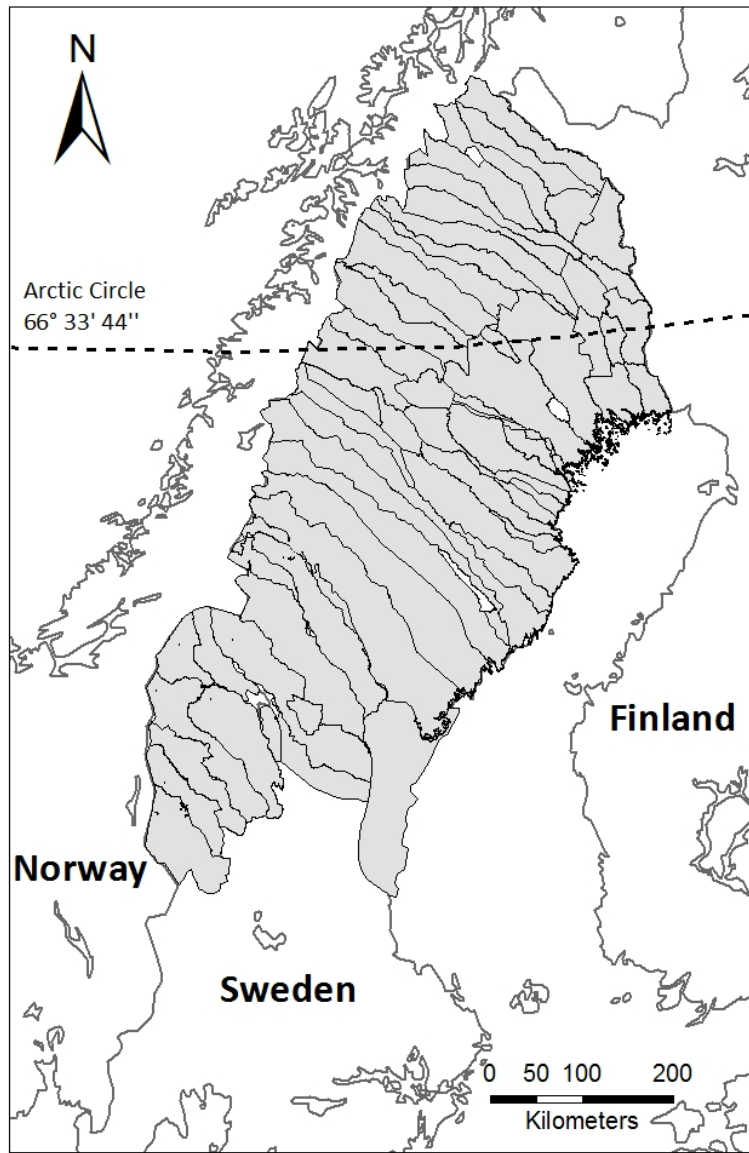 N
Arctic Circle
66° 33' 44''
Finland
Norway
Sweden
0 50 100 200
Kilometers